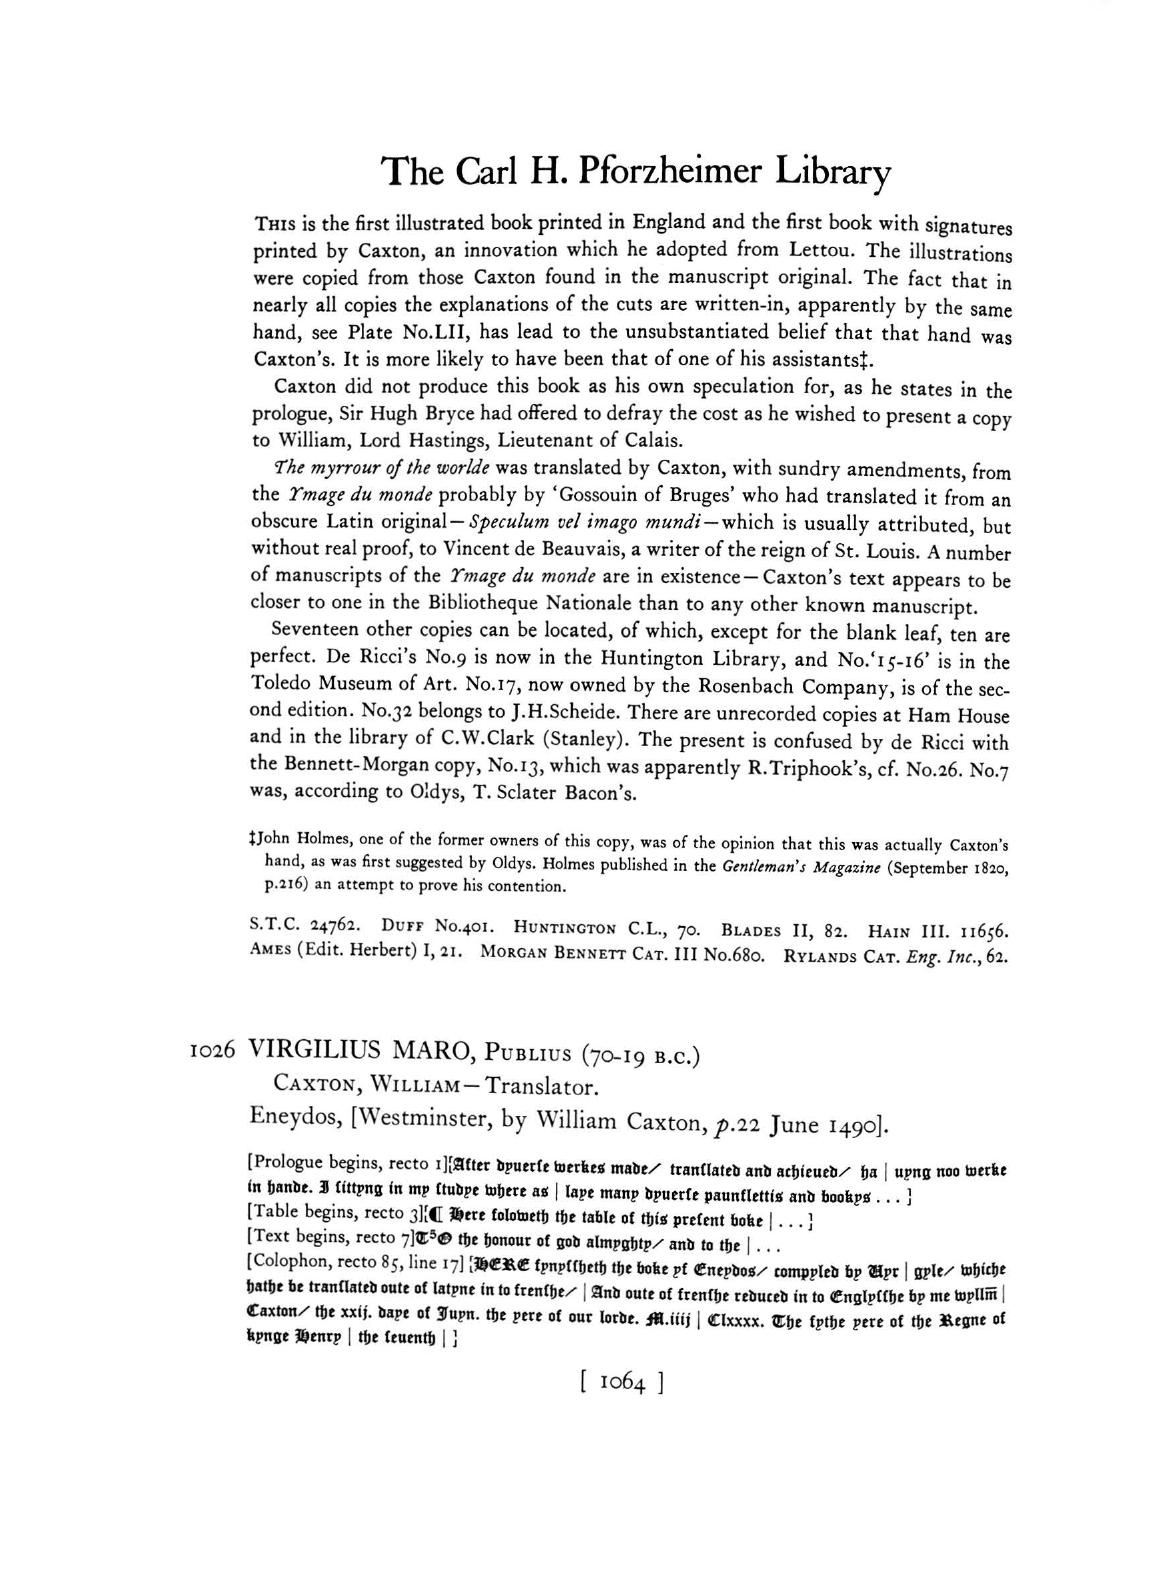 The Carl H. Pforzheimer Library
THIS is the first illustrated book printed in England and the first book with signatures
printed by Caxton, an innovation which he adopted from Lettou. The illustrations
were copied from those Caxton found in the manuscript original. The fact that in
nearly all copies the explanations of the cuts are written-in, apparently by the same
hand, see Plate No.LII, has lead to the unsubstantiated belief that that hand was
Caxton's. It is more likely to have been that of one of his assistants‡.
Caxton did not produce this book as his own speculation for, as he states in the
prologue, Sir Hugh Bryce had offered to defray the cost as he wished to present a copy
to William, Lord Hastings, Lieutenant of Calais.
The myrrour of the worlde was translated by Caxton, with sundry amendments, from
the Ymage du monde probably by 'Gossouin of Bruges' who had translated it from an
obscure Latin original—Speculum vel imago mundi—which is usually attributed, but
without real proof, to Vincent de Beauvais, a writer of the reign of St. Louis. A number
of manuscripts of the Ymage du monde are in existence—Caxton's text appears to be
closer to one in the Bibliotheque Nationale than to any other known manuscript.
Seventeen other copies can be located, of which, except for the blank leaf, ten are
perfect. De Ricci's No.9 is now in the Huntington Library, and No.'15-16' is in the
Toledo Museum of Art. No.17, now owned by the Rosenbach Company, is of the sec-
ond edition. No.32 belongs to J.H.Scheide. There are unrecorded copies at Ham House
and in the library of C.W.Clark (Stanley). The present is confused by de Ricci with
the Bennett-Morgan copy, No.13, which was apparently R.Triphook's, cf. No.26. No.7
was, according to Oldys, T. Sclater Bacon's.
‡John Holmes, one of the former owners of this copy, was of the opinion that this was actually Caxton's
hand, as was first suggested by Oldys. Holmes published in the Gentleman's Magazine (September 1820,
p.216) an attempt to prove his contention.
S.T.C. 24762. DUFF No.401. HUNTINGTON C.L., 70. BLADES II, 82. HAIN III. 11656.
AMES (Edit. Herbert) I, 21. MORGAN BENNETT CAT. III No.680. RYLANDS CAT. Eng. Inc., 62.
1026 VIRGILIUS MARO, PUBLIUS (70-19 B.C.)
CAXTON, WILLIAM—Translator.
Eneydos, [Westminster, by William Caxton, p.22 June 1490].
[Prologue begins, recto 1]{After dyuerſe werkes made/ tranſlated and achieued/ ha | uyng noo werke
in hande. I ſittyng in my ſtudye where as | laye many dyuerſe paunflettis and bookys . . . }
[Table begins, recto 3]{¶ Here foloweth the table of this preſent boke | . . . }
[Text begins, recto 7]T⁵O the honour of god almyghty/ and to the | . . .
[Colophon, recto 85, line 17] {HERE fynyſſheth the boke yf Eneydos/ compyled by Vyr | gyle/ whiche
hathe be tranſlated oute of latyne in to frenſhe/ | And oute of frenſhe reduced in to Englyſſhe by me wyllm̅ |
Caxton/ the xxij. daye of Juyn. the yere of our lorde. M.iiij | Clxxxx. The fythe yere of the Regne of
kynge Henry | the ſeuenth | }
[ 1064 ]